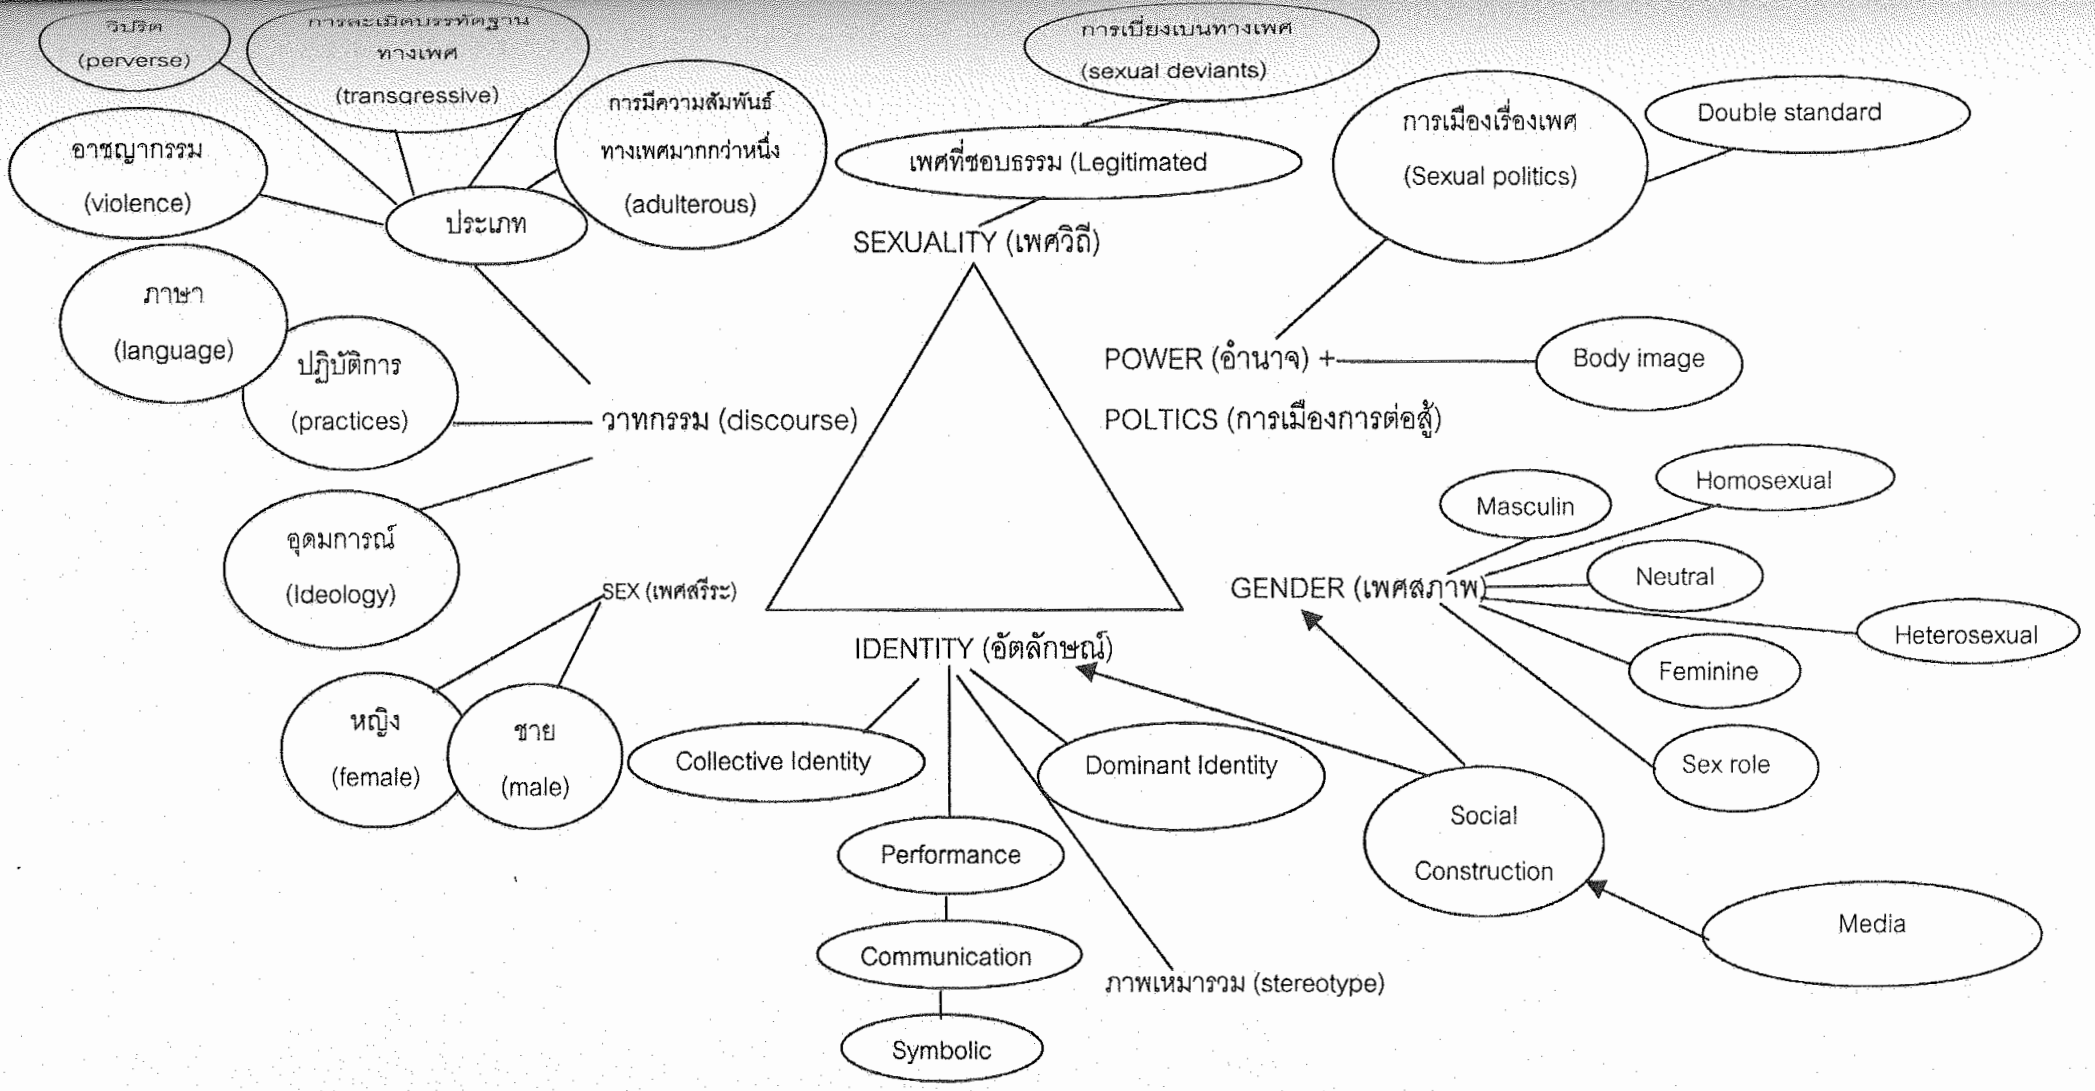 วิปริต
(perverse)
การละเมิดบรรทัดฐาน
ทางเพศ
(transgressive)
การเบี่ยงเบนทางเพศ
(sexual deviants)
การมีความสัมพันธ์
ทางเพศมากกว่าหนึ่ง
(adulterous)
การเมืองเรื่องเพศ
(Sexual politics)
Double standard
อาชญากรรม
(violence)
ประเภท
เพศที่ชอบธรรม (Legitimated
SEXUALITY (เพศวิถี)
ภาษา
(language)
ปฏิบัติการ
(practices)
วาทกรรม (discourse)
POWER (อำนาจ) +
POLTICS (การเมืองการต่อสู้)
Body image
อุดมการณ์
(Ideology)
SEX (เพศสรีระ)
GENDER (เพศสภาพ)
Masculin
Homosexual
Neutral
Heterosexual
Feminine
Sex role
IDENTITY (อัตลักษณ์)
หญิง
(female)
ชาย
(male)
Collective Identity
Dominant Identity
Social
Construction
Performance
Communication
Symbolic
ภาพเหมารวม (stereotype)
Media